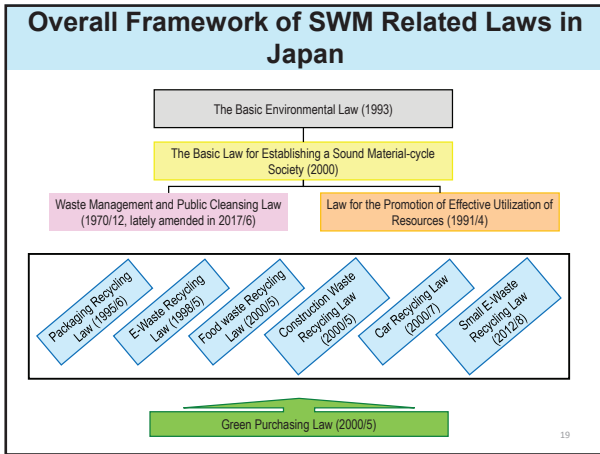 Overall Framework of SWM Related Laws in
Japan
The Basic Environmental Law (1993)
The Basic Law for Establishing a Sound Material-cycle
Society (2000)
Waste Management and Public Cleansing Law
(1970/12, lately amended in 2017/6)
Law for the Promotion of Effective Utilization of
Resources (1991/4)
Packaging Recycling
Law (1995/6)
E-Waste Recycling
Law (1998/5)
Food waste Recycling
Law (2000/5)
Construction Waste
Recycling Law
(2000/5)
Car Recycling Law
(2000/7)
Small E-Waste
Recycling Law
(2012/8)
Green Purchasing Law (2000/5)
19